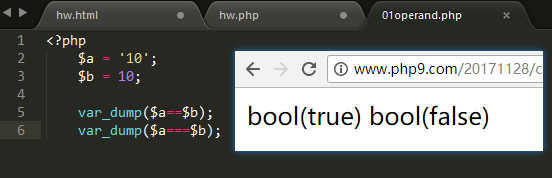 hw.html
hw.php
01operand.php
1 <?php
2 $a = '10';
3 $b = 10;
4
5 var_dump($a==$b);
6 var_dump($a===$b);
www.php9.com/20171128/c
bool(true) bool(false)